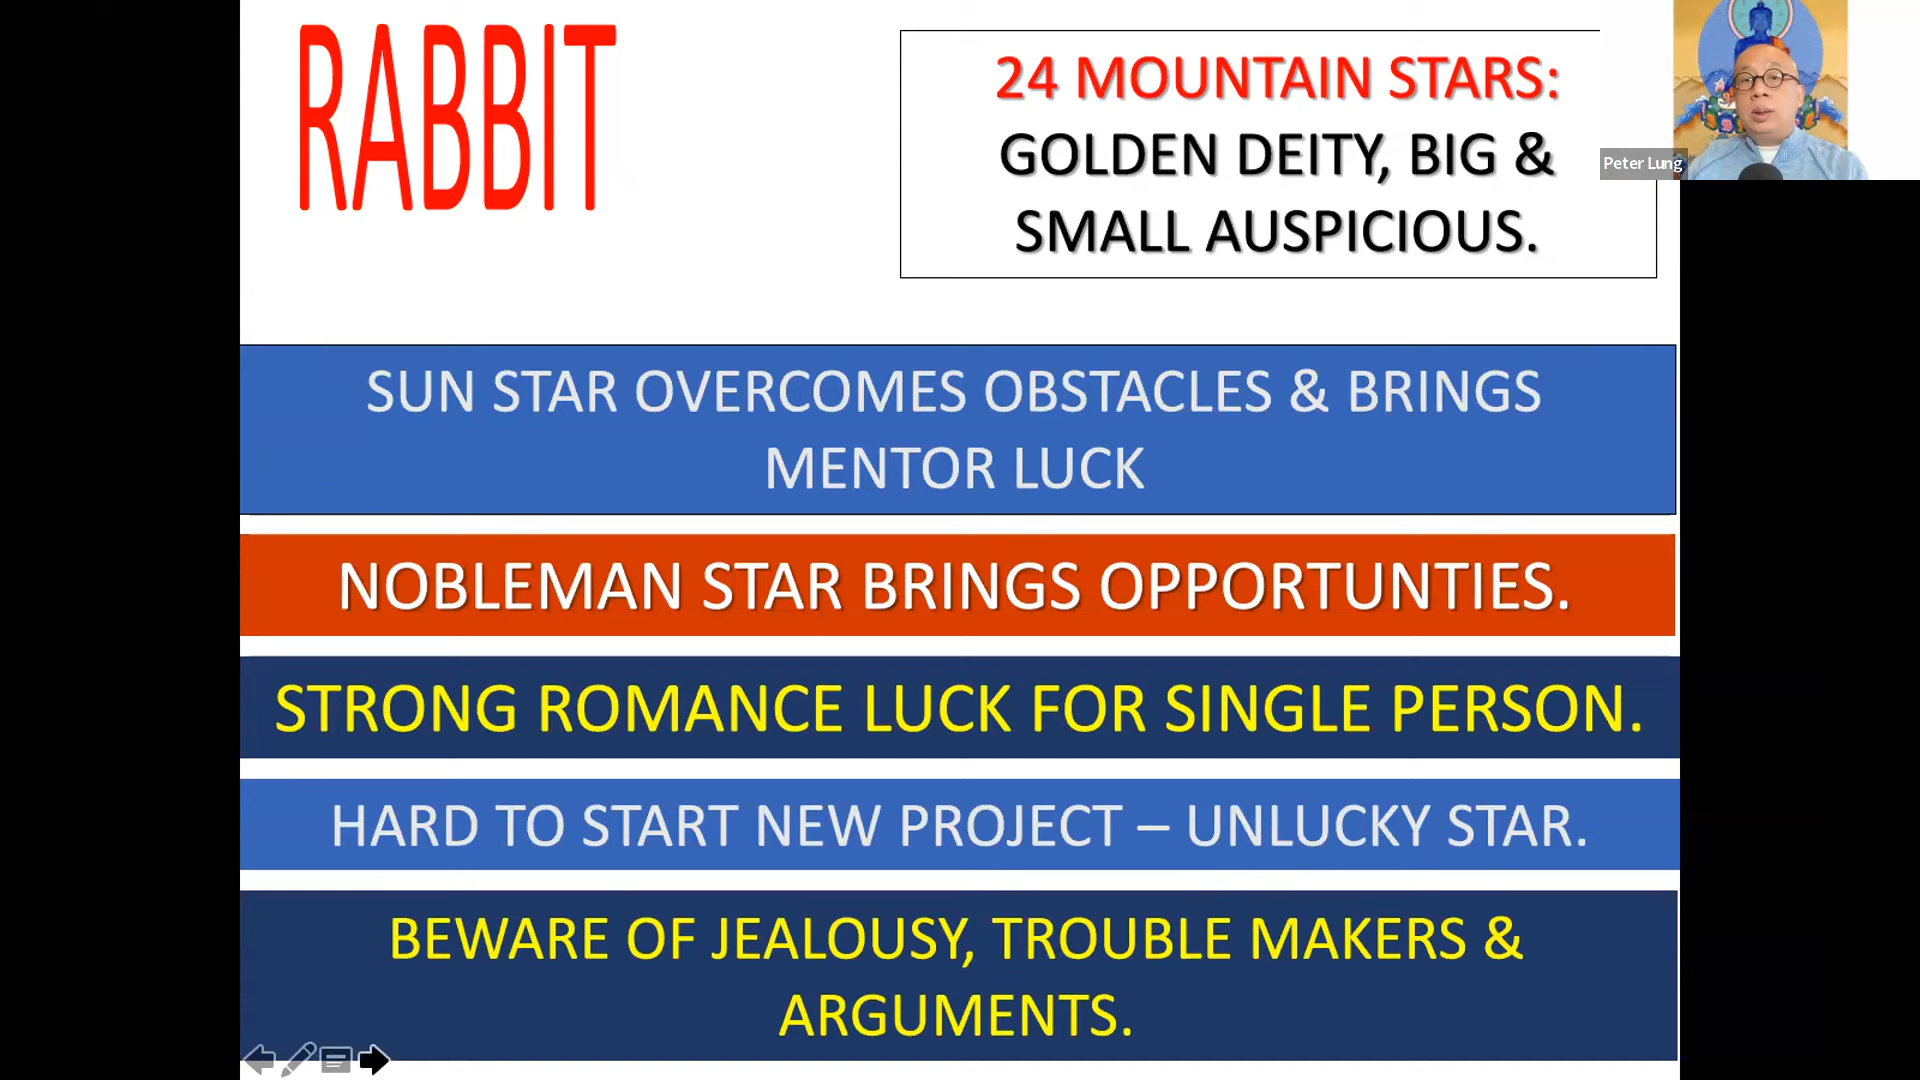 RABBIT
24 MOUNTAIN STARS:
GOLDEN DEITY, BIG &
SMALL AUSPICIOUS.
Peter Lung
SUN STAR OVERCOMES OBSTACLES & BRINGS
MENTOR LUCK
NOBLEMAN STAR BRINGS OPPORTUNTIES.
STRONG ROMANCE LUCK FOR SINGLE PERSON.
HARD TO START NEW PROJECT – UNLUCKY STAR.
BEWARE OF JEALOUSY, TROUBLE MAKERS &
ARGUMENTS.